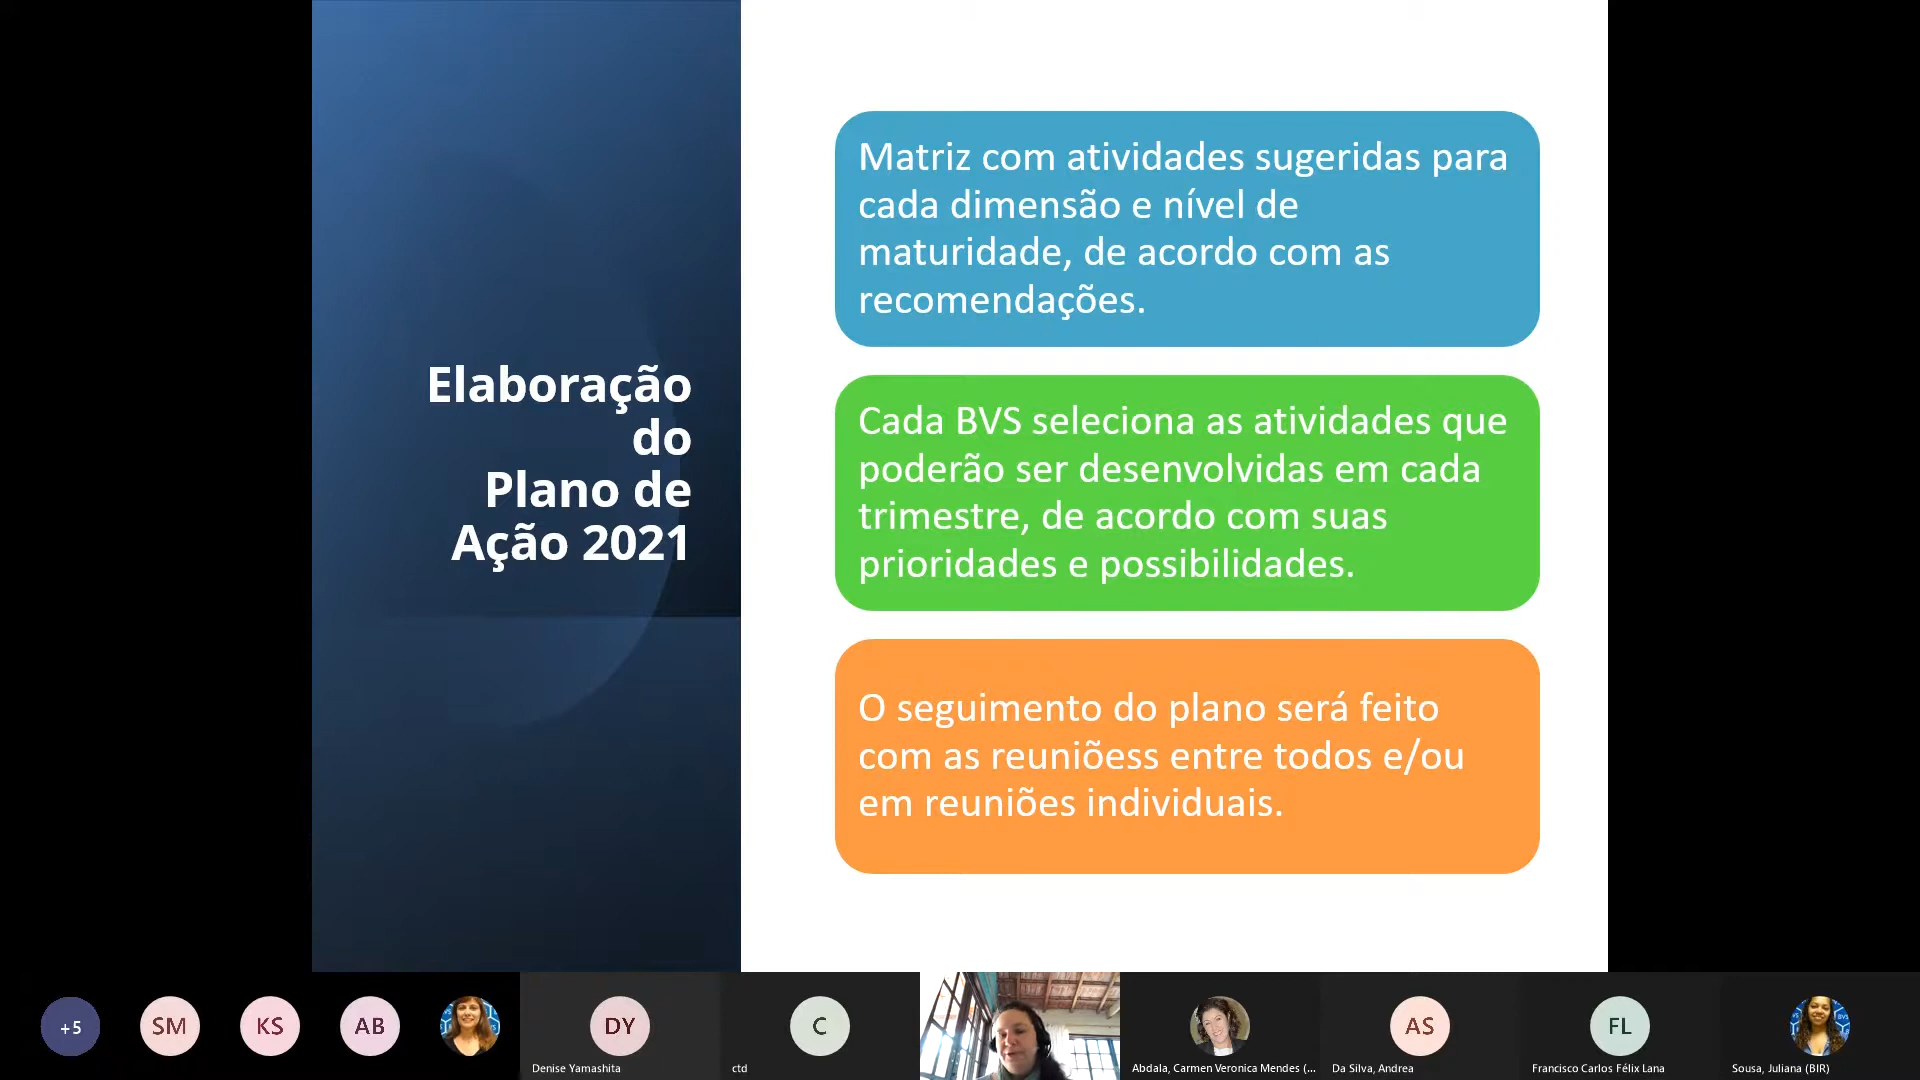 Elaboração
do
Plano de
Ação 2021
Matriz com atividades sugeridas para
cada dimensão e nível de
maturidade, de acordo com as
recomendações.
Cada BVS seleciona as atividades que
poderão ser desenvolvidas em cada
trimestre, de acordo com suas
prioridades e possibilidades.
O seguimento do plano será feito
com as reuniõess entre todos e/ou
em reuniões individuais.
+5
SM
KS
AB
DY
Denise Yamashita
C
ctd
Abdala, Carmen Veronica Mendes (...
AS
Da Silva, Andrea
FL
Francisco Carlos Félix Lana
Sousa, Juliana (BIR)